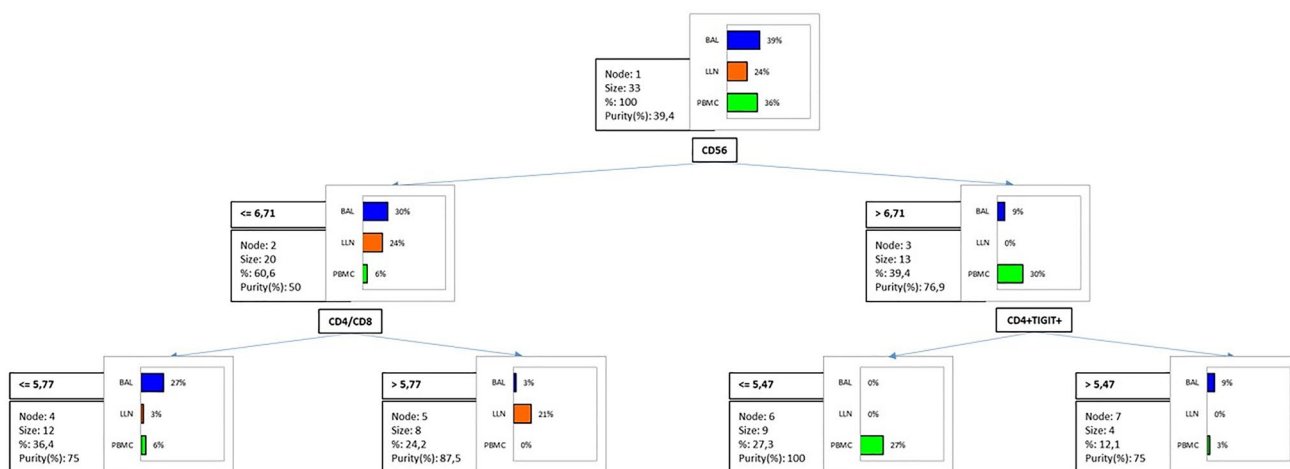 BAL 39%
LLN 24%
PBMC 36%
Node: 1
Size: 33
%: 100
Purity(%): 39,4
CD56
<= 6,71
BAL 30%
LLN 24%
PBMC 6%
Node: 2
Size: 20
%: 60,6
Purity(%): 50
CD4/CD8
> 6,71
BAL 9%
LLN 0%
PBMC 30%
Node: 3
Size: 13
%: 39,4
Purity(%): 76,9
CD4+TIGIT+
<= 5,77
BAL 27%
LLN 3%
PBMC 6%
Node: 4
Size: 12
%: 36,4
Purity(%): 75
> 5,77
BAL 3%
LLN 21%
PBMC 0%
Node: 5
Size: 8
%: 24,2
Purity(%): 87,5
<= 5,47
BAL 0%
LLN 0%
PBMC 27%
Node: 6
Size: 9
%: 27,3
Purity(%): 100
> 5,47
BAL 9%
LLN 0%
PBMC 3%
Node: 7
Size: 4
%: 12,1
Purity(%): 75